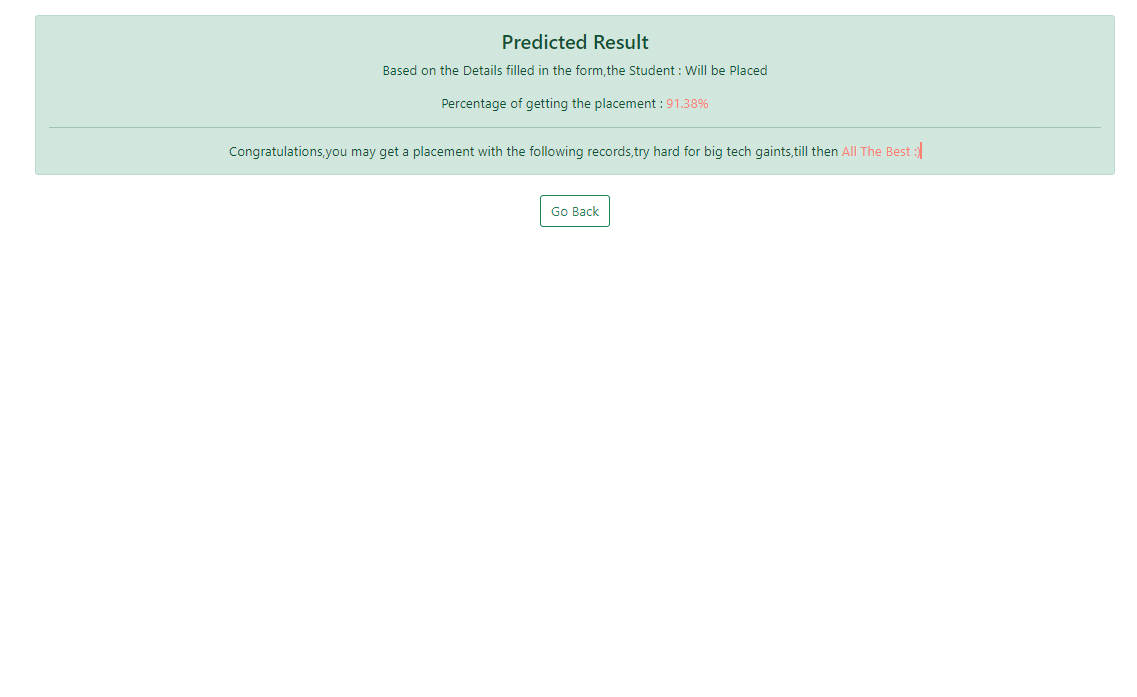 Predicted Result
Based on the Details filled in the form,the Student : Will be Placed
Percentage of getting the placement : 91.38%
Congratulations,you may get a placement with the following records,try hard for big tech gaints,till then All The Best :)
Go Back